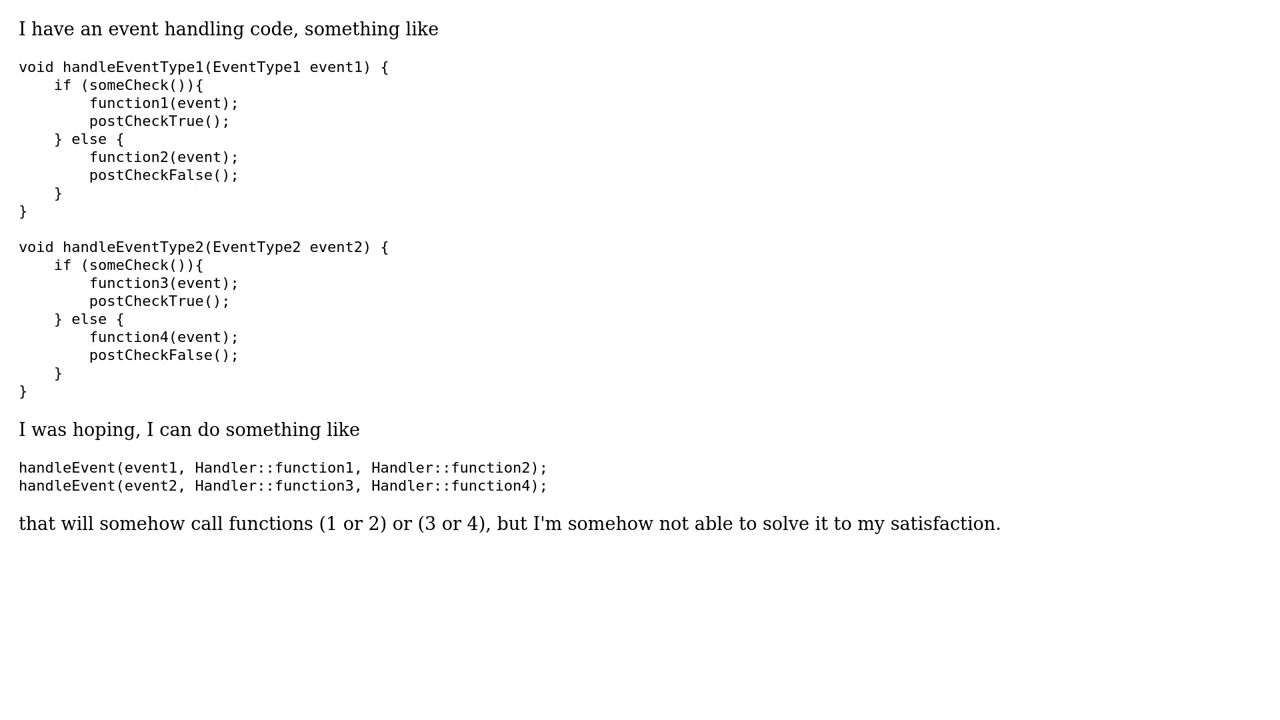 I have an event handling code, something like
void handleEventType1(EventType1 event1) {
    if (someCheck()){
        function1(event);
        postCheckTrue();
    } else {
        function2(event);
        postCheckFalse();
    }
}
void handleEventType2(EventType2 event2) {
    if (someCheck()){
        function3(event);
        postCheckTrue();
    } else {
        function4(event);
        postCheckFalse();
    }
}
I was hoping, I can do something like
handleEvent(event1, Handler::function1, Handler::function2);
handleEvent(event2, Handler::function3, Handler::function4);
that will somehow call functions (1 or 2) or (3 or 4), but I'm somehow not able to solve it to my satisfaction.